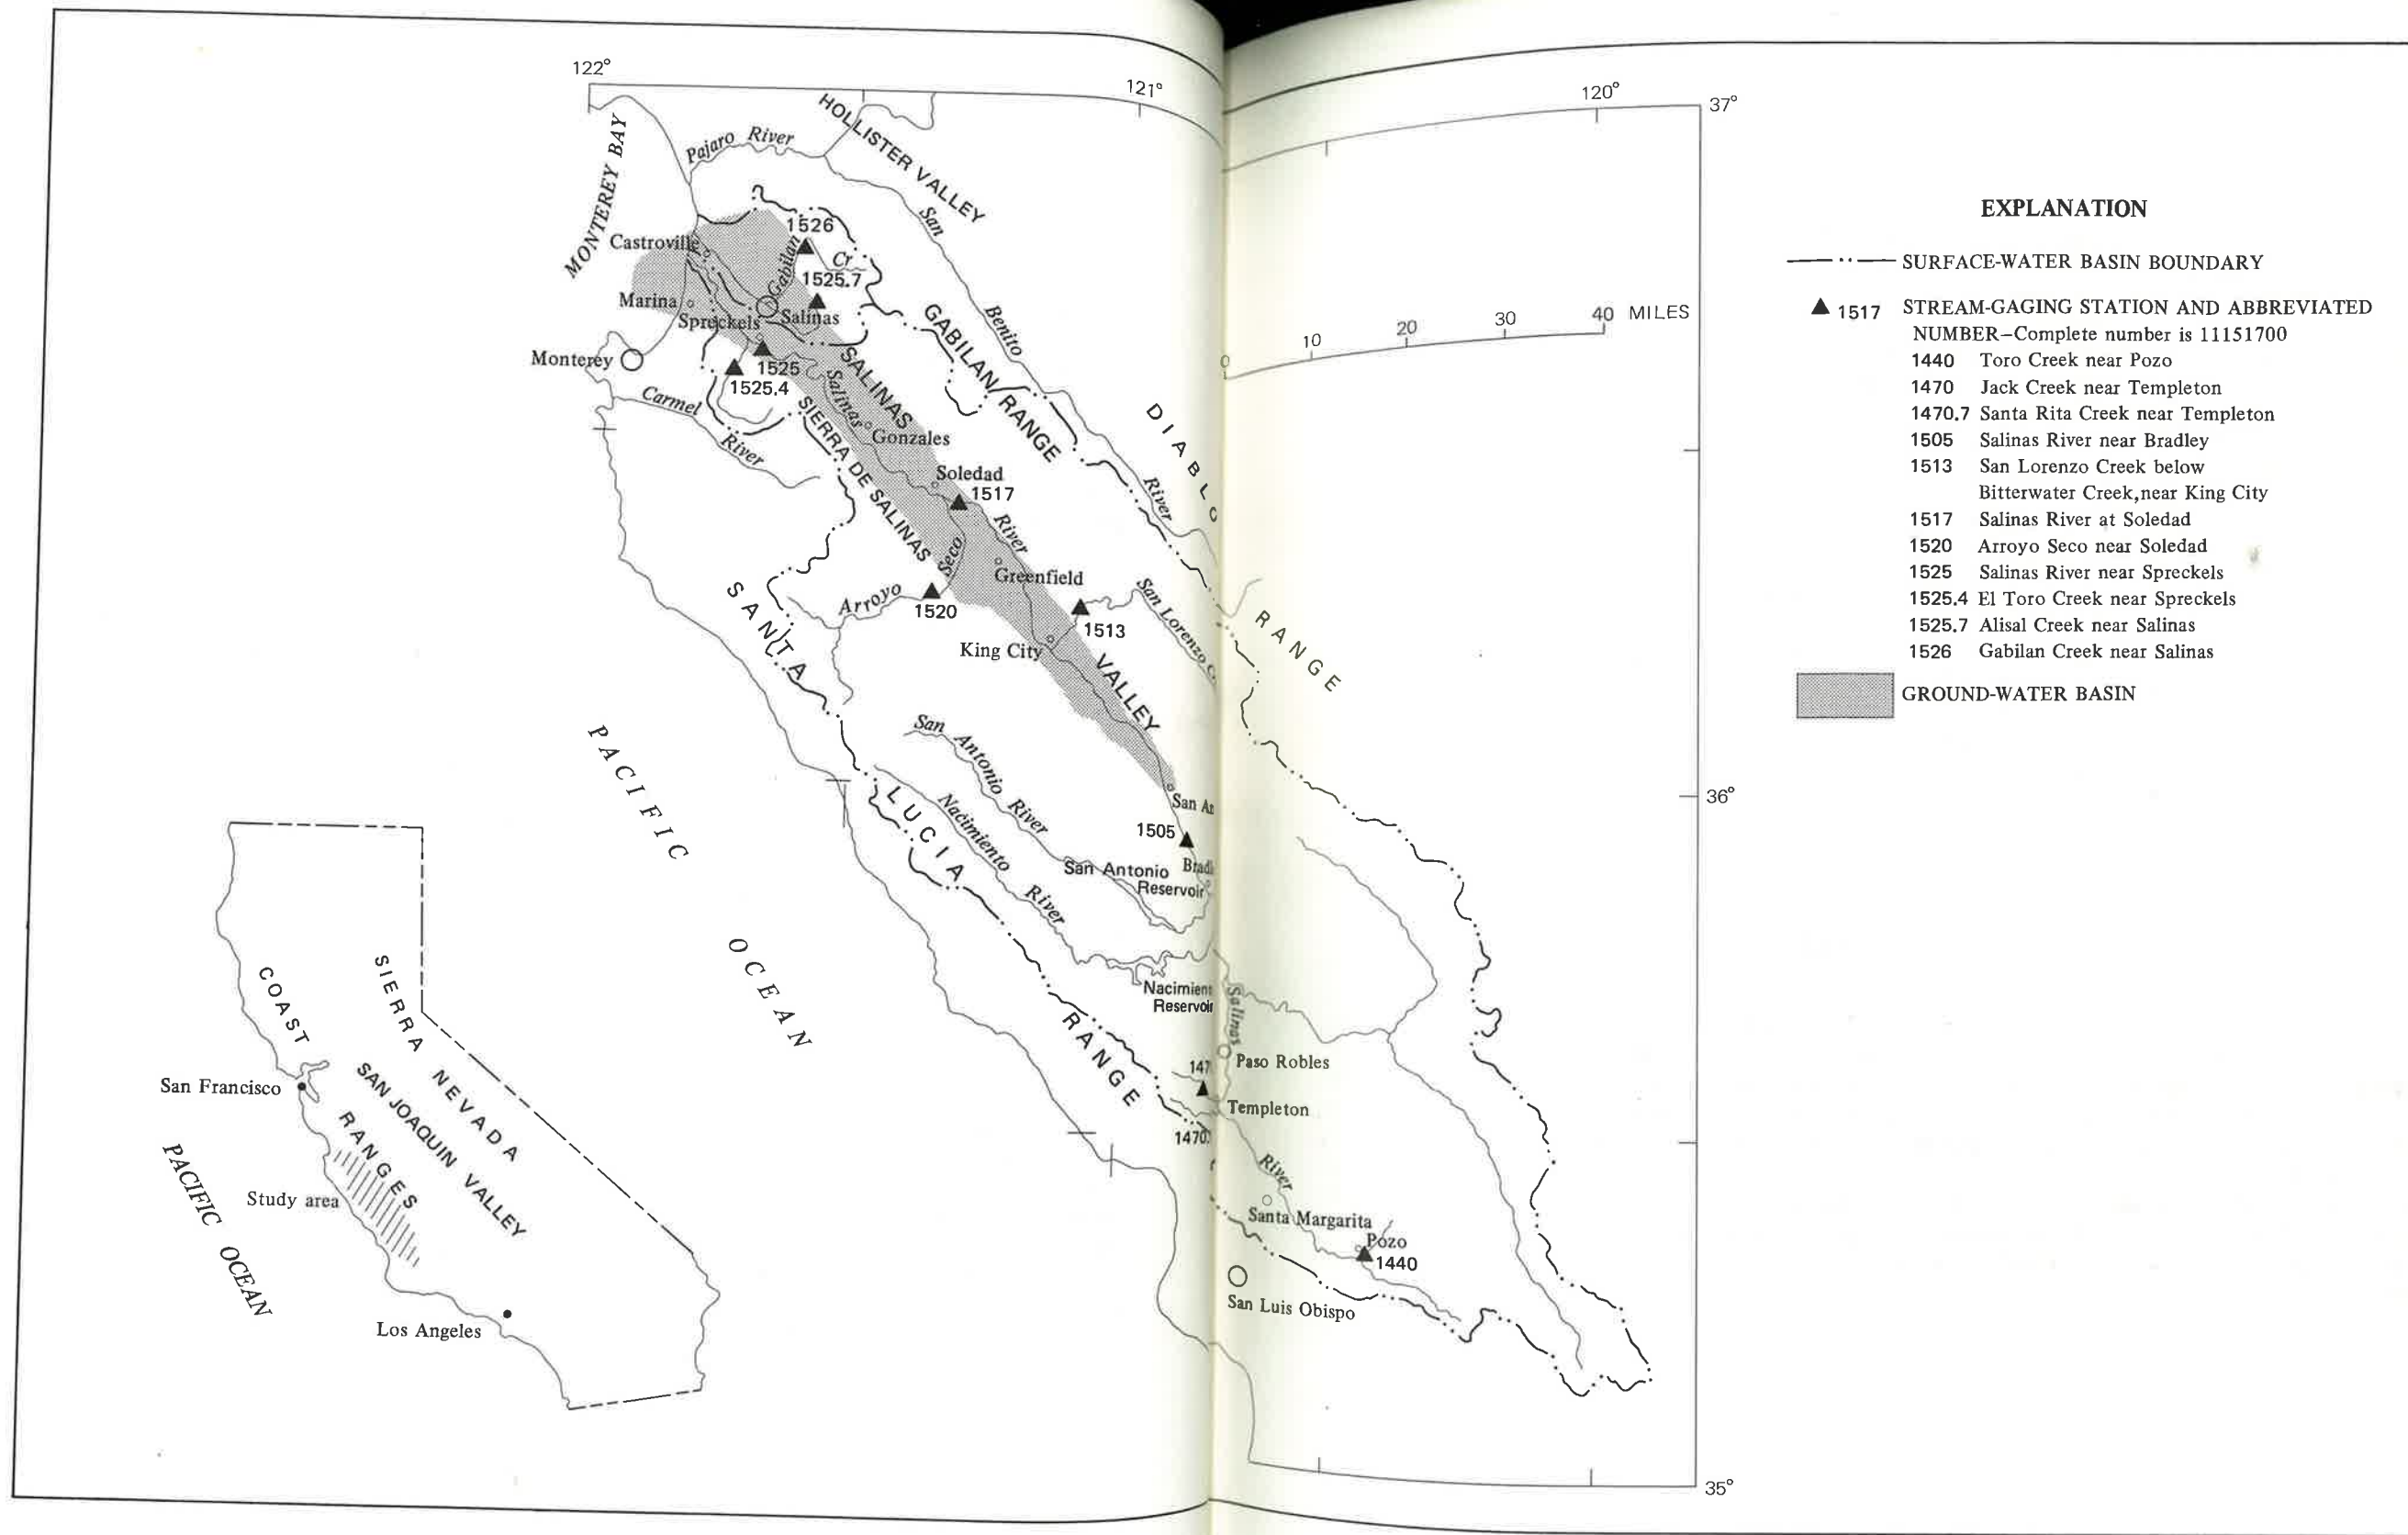 122°
121°
120°
37°
HOLLISTER VALLEY
MONTEREY BAY
Pajaro River
San
Benito
River
1526
Castroville
Gabilan
Cr
1525.7
Marina
Spreckels
Salinas
Monterey
1525
1525.4
Carmel
River
SALINAS
VALLEY
Salinas
River
GABILAN RANGE
DIABLO
RANGE
0
10
20
30
40 MILES
Gonzales
SIERRA DE SALINAS
Soledad
1517
Seco
Arroyo
1520
Greenfield
1513
San Lorenzo
King City
SANTA
LUCIA
RANGE
San Antonio River
Nacimiento
River
1505
San Antonio
Reservoir
Reservoir
36°
PACIFIC
OCEAN
Salinas
Paso Robles
Templeton
River
Santa Margarita
Pozo
1440
San Luis Obispo
35°
COAST
RANGES
SIERRA NEVADA
SAN JOAQUIN VALLEY
San Francisco
Study area
PACIFIC OCEAN
Los Angeles
EXPLANATION
SURFACE-WATER BASIN BOUNDARY
1517 STREAM-GAGING STATION AND ABBREVIATED
NUMBER—Complete number is 11151700
1440 Toro Creek near Pozo
1470 Jack Creek near Templeton
1470.7 Santa Rita Creek near Templeton
1505 Salinas River near Bradley
1513 San Lorenzo Creek below
Bitterwater Creek,near King City
1517 Salinas River at Soledad
1520 Arroyo Seco near Soledad
1525 Salinas River near Spreckels
1525.4 El Toro Creek near Spreckels
1525.7 Alisal Creek near Salinas
1526 Gabilan Creek near Salinas
GROUND-WATER BASIN